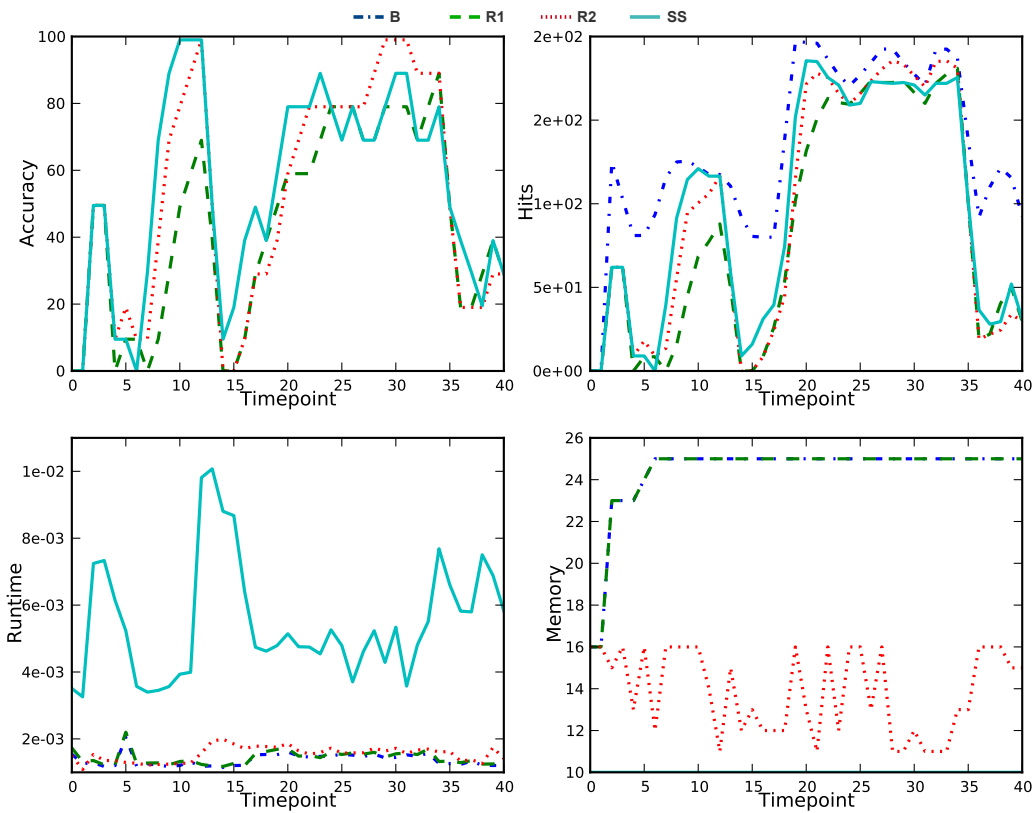 B R1 R2 SS
100
80
60
40
20
0
Accuracy
0 5 10 15 20 25 30 35 40
Timepoint
2e+02
2e+02
1e+02
5e+01
0e+00
Hits
0 5 10 15 20 25 30 35 40
Timepoint
1e-02
8e-03
6e-03
4e-03
2e-03
Runtime
0 5 10 15 20 25 30 35 40
Timepoint
26
24
22
20
18
16
14
12
10
Memory
0 5 10 15 20 25 30 35 40
Timepoint